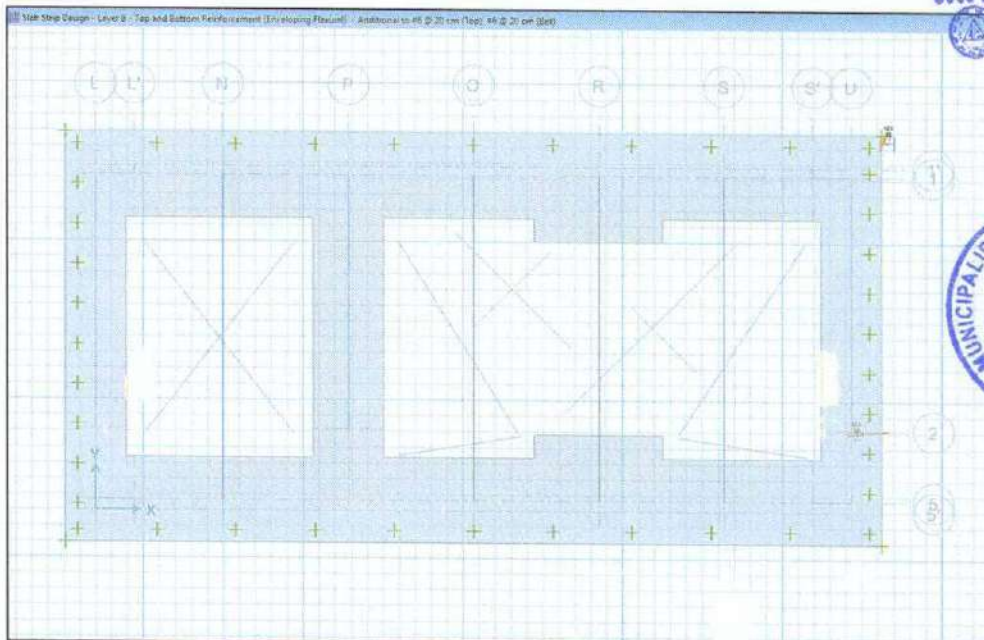 Slab Strip Design - Layer B - Top and Bottom Reinforcement (Enveloping Flexural) - Additional to #6 @ 20 cm (Top), #6 @ 20 cm (Bot)
L L' N P Q R S S' U
1
2
Y
X
MUNICIPALID